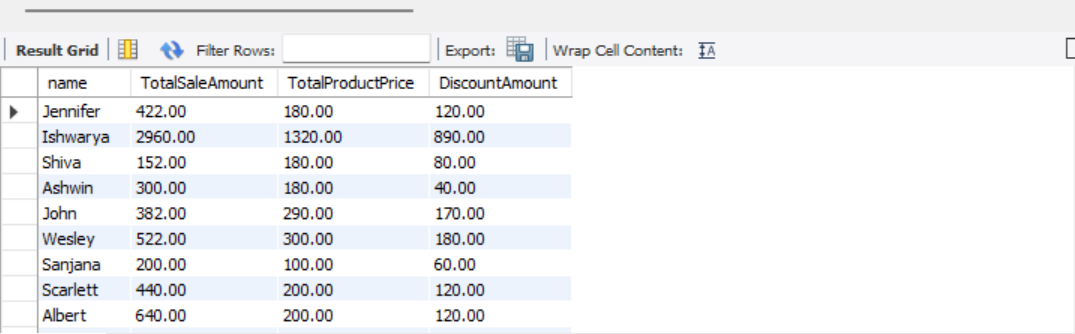 Result Grid Filter Rows: Export: Wrap Cell Content: IA
name TotalSaleAmount TotalProductPrice DiscountAmount
Jennifer 422.00 180.00 120.00
Ishwarya 2960.00 1320.00 890.00
Shiva 152.00 180.00 80.00
Ashwin 300.00 180.00 40.00
John 382.00 290.00 170.00
Wesley 522.00 300.00 180.00
Sanjana 200.00 100.00 60.00
Scarlett 440.00 200.00 120.00
Albert 640.00 200.00 120.00